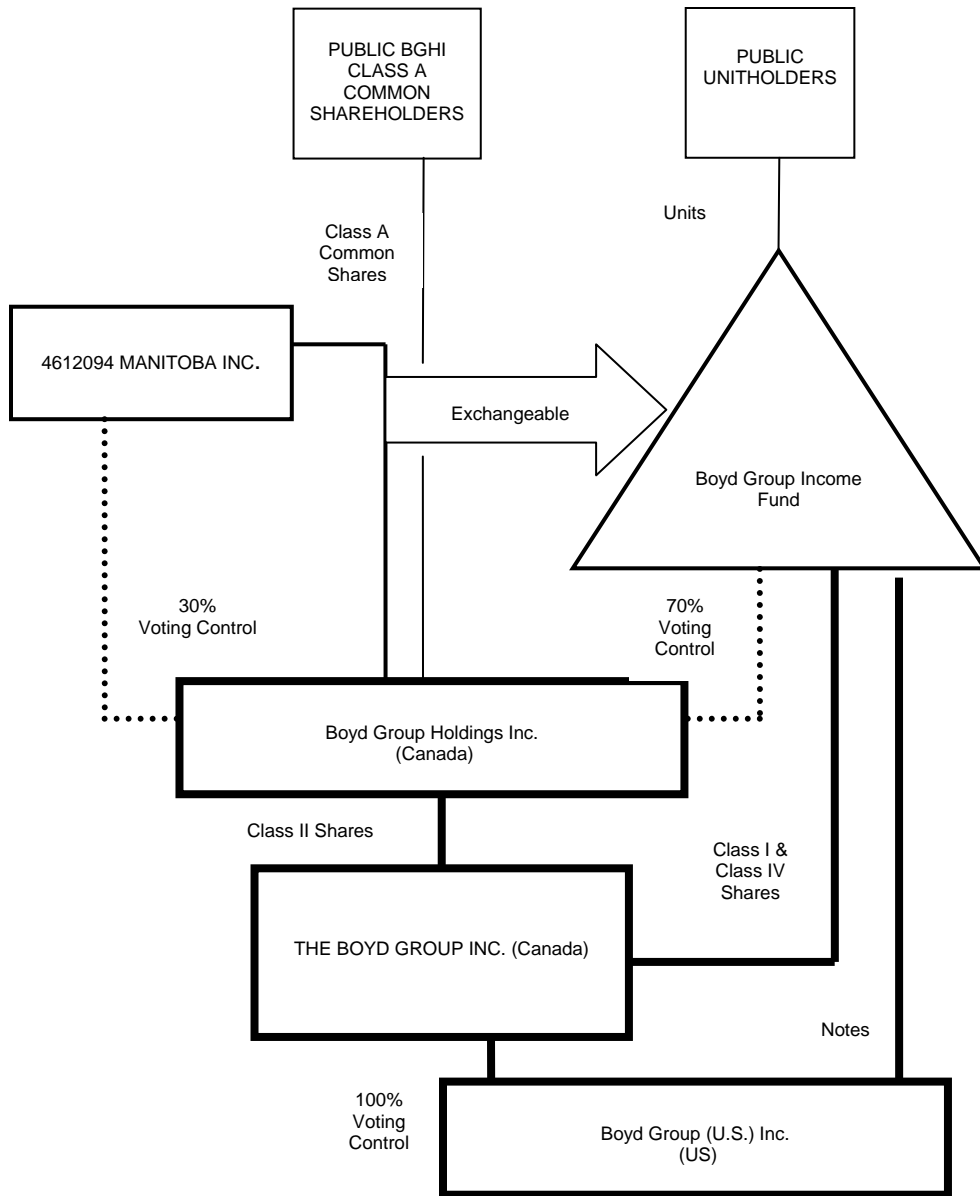 PUBLIC BGHI
CLASS A
COMMON
SHAREHOLDERS
PUBLIC
UNITHOLDERS
Units
Class A
Common
Shares
4612094 MANITOBA INC.
Exchangeable
Boyd Group Income
Fund
30%
Voting Control
70%
Voting
Control
Boyd Group Holdings Inc.
(Canada)
Class II Shares
Class I &
Class IV
Shares
THE BOYD GROUP INC. (Canada)
Notes
100%
Voting
Control
Boyd Group (U.S.) Inc.
(US)